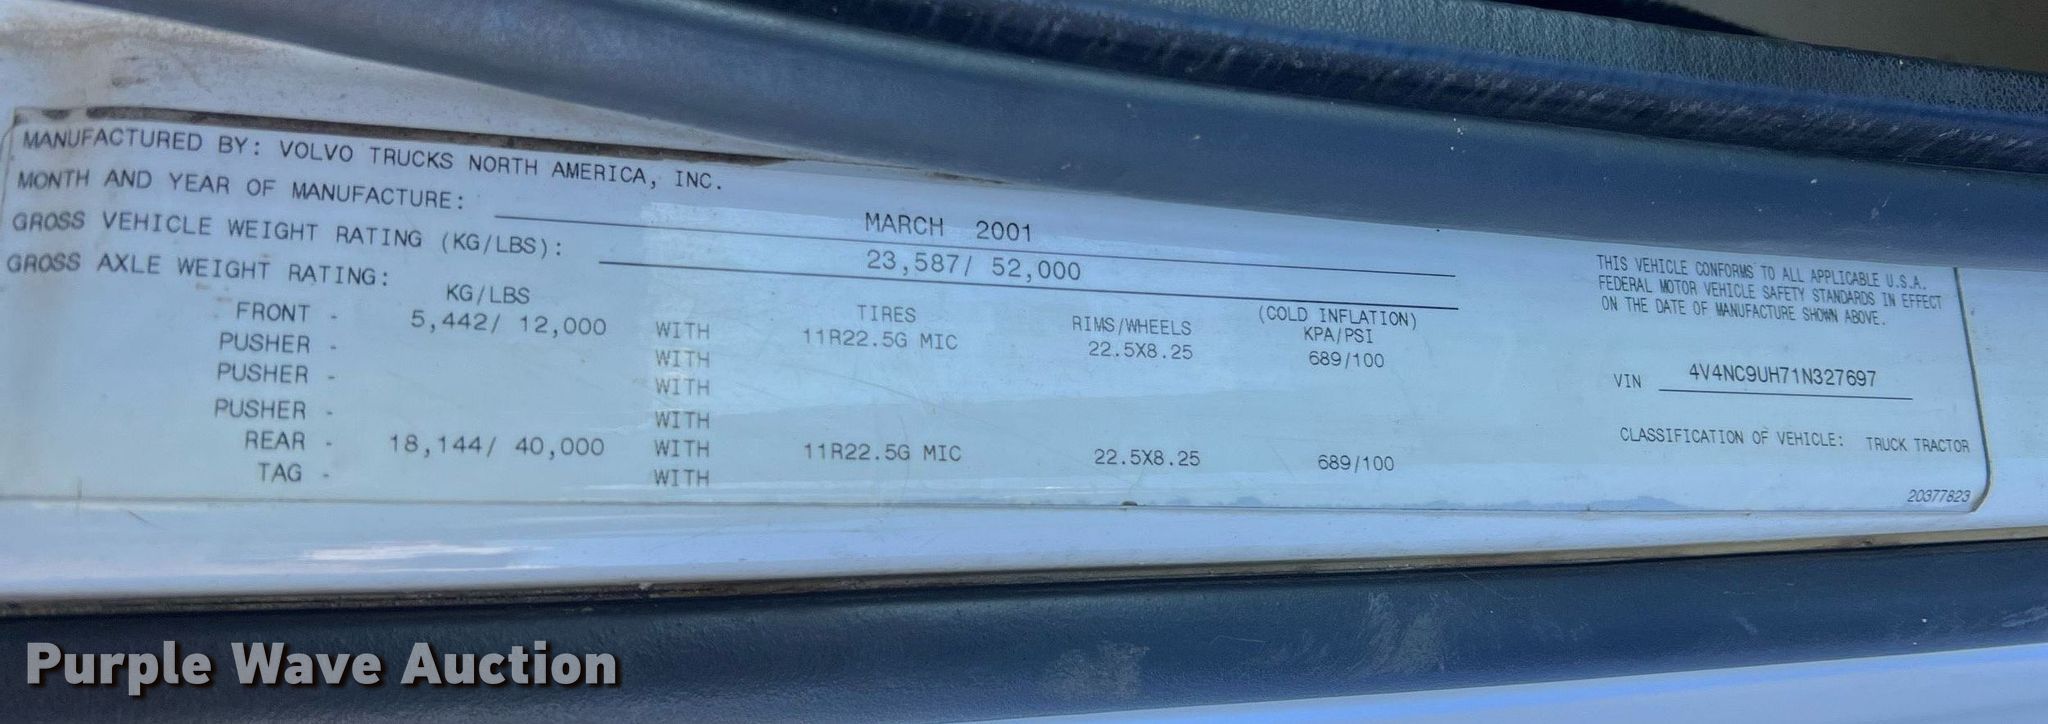 MANUFACTURED BY: VOLVO TRUCKS NORTH AMERICA, INC.
MONTH AND YEAR OF MANUFACTURE: MARCH 2001
GROSS VEHICLE WEIGHT RATING (KG/LBS): 23,587/ 52,000
GROSS AXLE WEIGHT RATING:
KG/LBS TIRES RIMS/WHEELS (COLD INFLATION) KPA/PSI
FRONT - 5,442/ 12,000 WITH 11R22.5G MIC 22.5X8.25 689/100
PUSHER - WITH
PUSHER - WITH
PUSHER - WITH
REAR - 18,144/ 40,000 WITH 11R22.5G MIC 22.5X8.25 689/100
TAG - WITH
THIS VEHICLE CONFORMS TO ALL APPLICABLE U.S.A.
FEDERAL MOTOR VEHICLE SAFETY STANDARDS IN EFFECT
ON THE DATE OF MANUFACTURE SHOWN ABOVE.
VIN 4V4NC9UH71N327697
CLASSIFICATION OF VEHICLE: TRUCK TRACTOR
20377823
Purple Wave Auction